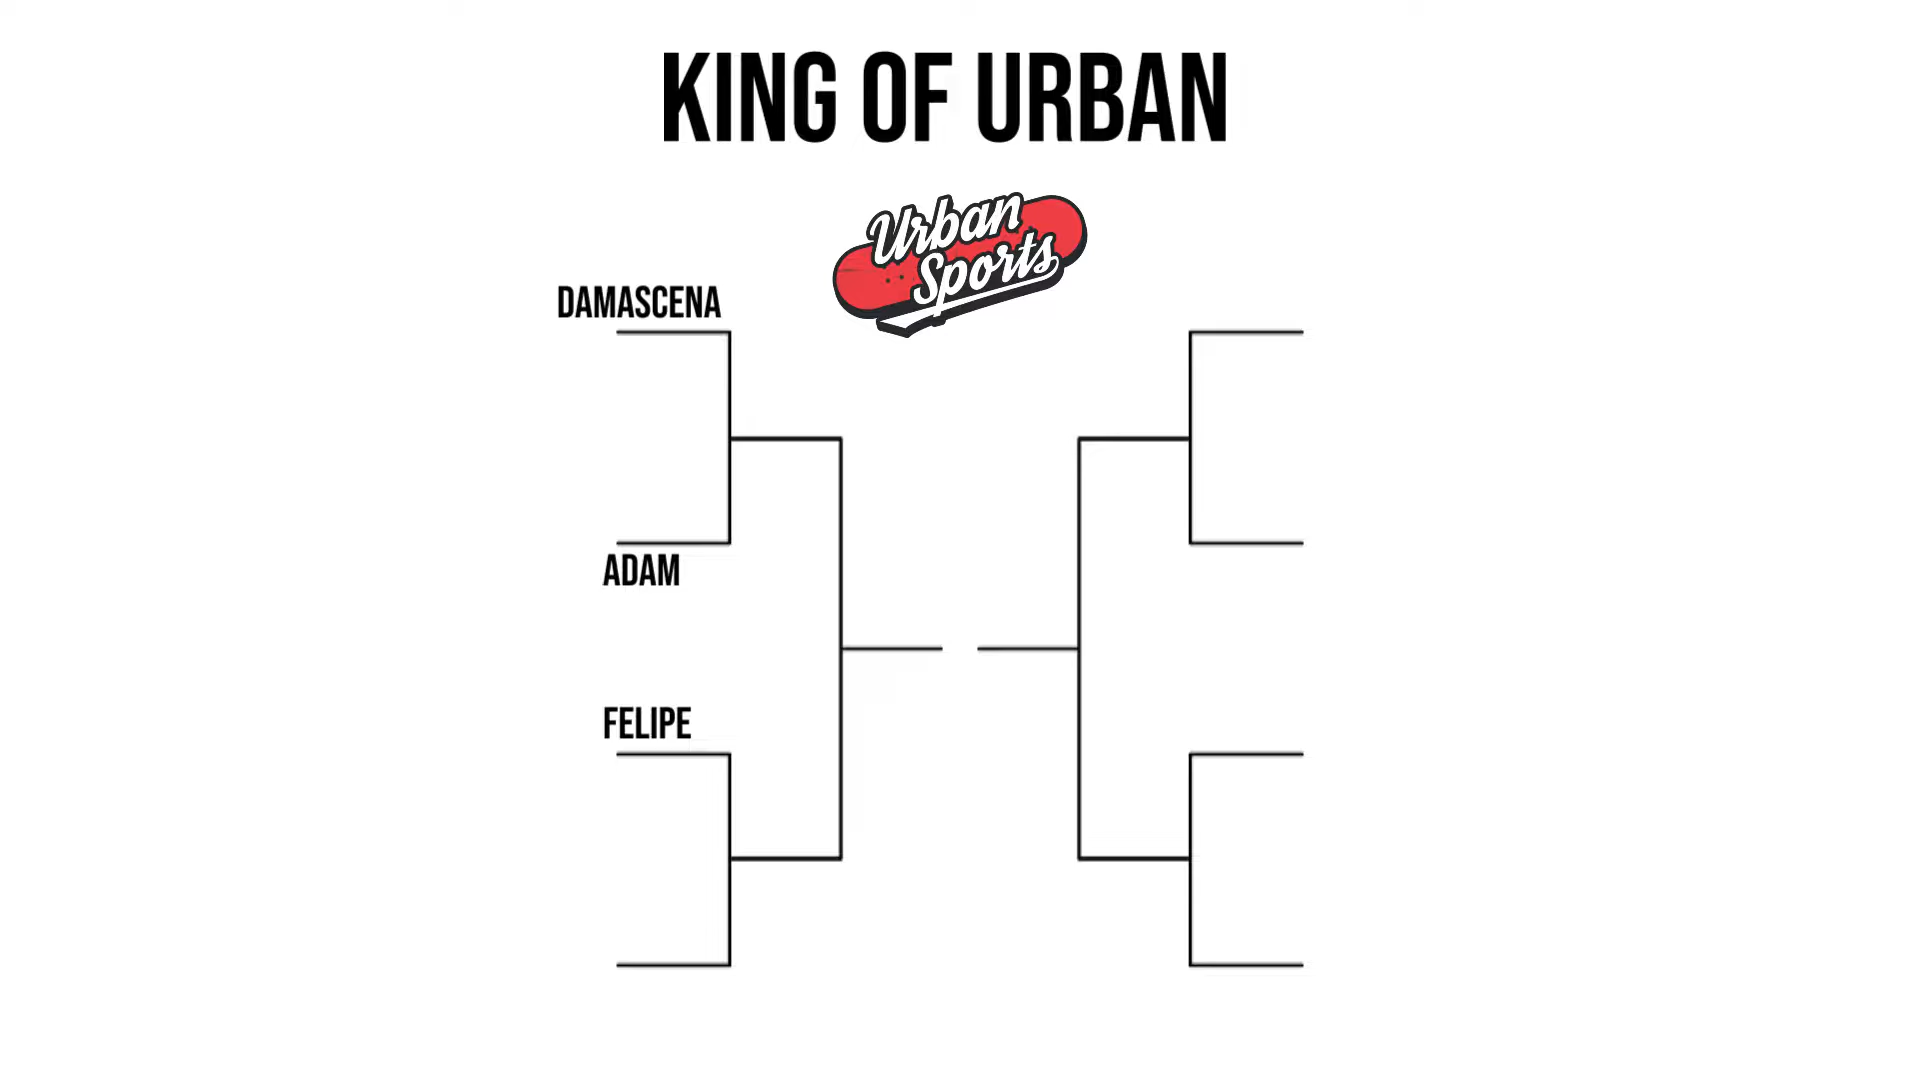 KING OF URBAN
Urban
Sports
DAMASCENA
ADAM
FELIPE